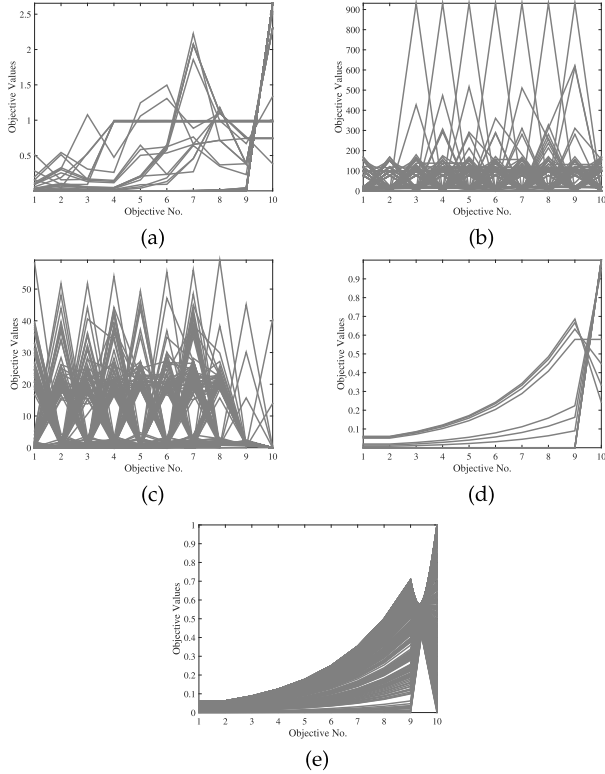 2.5
2
1.5
1
0.5
Objective Values
1 2 3 4 5 6 7 8 9 10
Objective No.
(a)
900
800
700
600
500
400
300
200
100
0
Objective Values
1 2 3 4 5 6 7 8 9 10
Objective No.
(b)
50
40
30
20
10
0
Objective Values
1 2 3 4 5 6 7 8 9 10
Objective No.
(c)
0.9
0.8
0.7
0.6
0.5
0.4
0.3
0.2
0.1
Objective Values
1 2 3 4 5 6 7 8 9 10
Objective No.
(d)
1
0.9
0.8
0.7
0.6
0.5
0.4
0.3
0.2
0.1
0
Objective Values
1 2 3 4 5 6 7 8 9 10
Objective No.
(e)